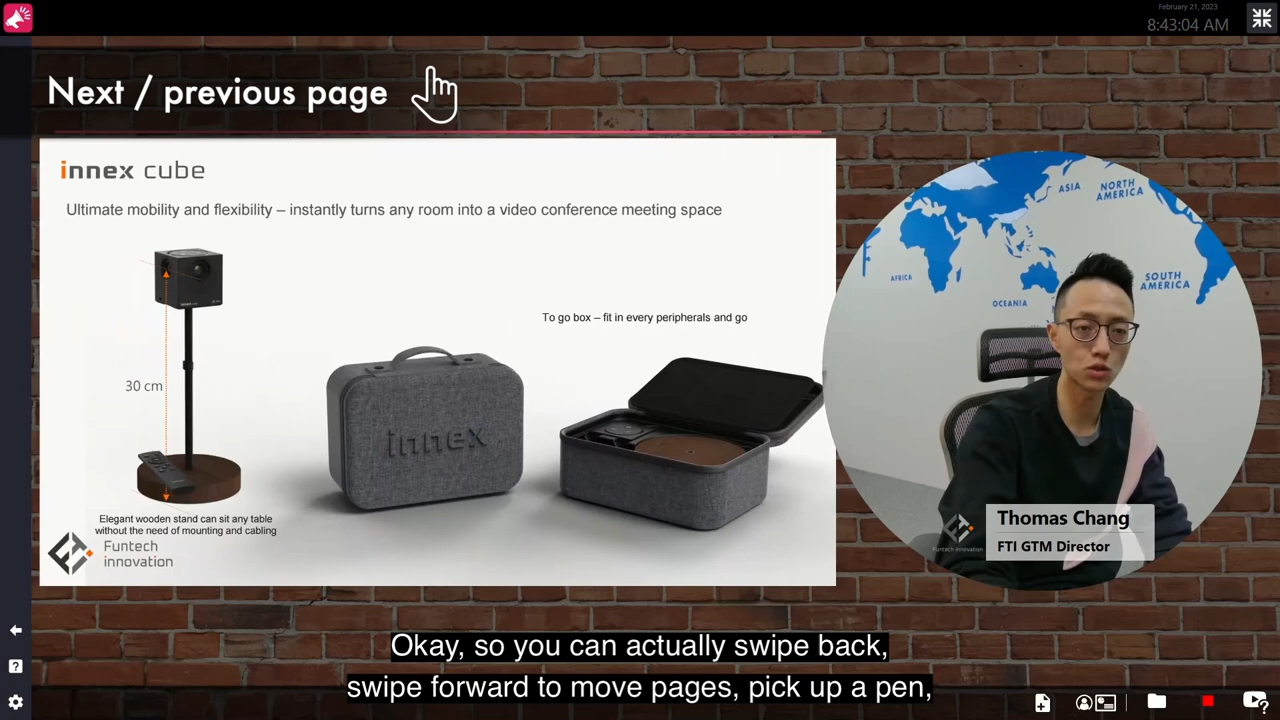 February 21, 2023
8:43:04 AM
Next / previous page
innex cube
Ultimate mobility and flexibility – instantly turns any room into a video conference meeting space
To go box – fit in every peripherals and go
30 cm
innex
Elegant wooden stand can sit any table
without the need of mounting and cabling
Funtech
innovation
ASIA
NORTH
AMERICA
AFRICA
OCEANIA
SOUTH
AMERICA
Funtech innovation
Thomas Chang
FTI GTM Director
Okay, so you can actually swipe back,
swipe forward to move pages, pick up a pen,